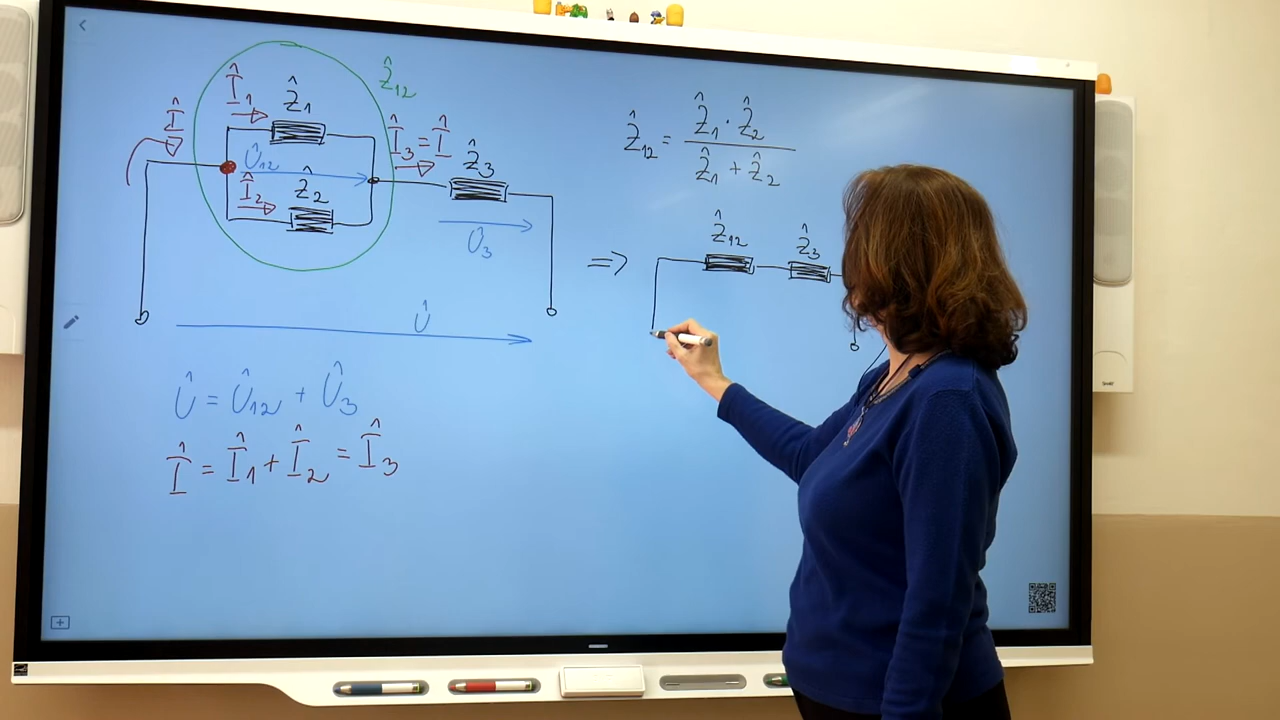 Î
Î₁
Ẑ₁
Ẑ₁₂
Û₁₂
Î₂
Ẑ₂
Î₃ = Î
Ẑ₃
Û₃
Û
Û = Û₁₂ + Û₃
Î = Î₁ + Î₂ = Î₃
Ẑ₁₂ = Ẑ₁ · Ẑ₂ / Ẑ₁ + Ẑ₂
=>
Ẑ₁₂
Ẑ₃